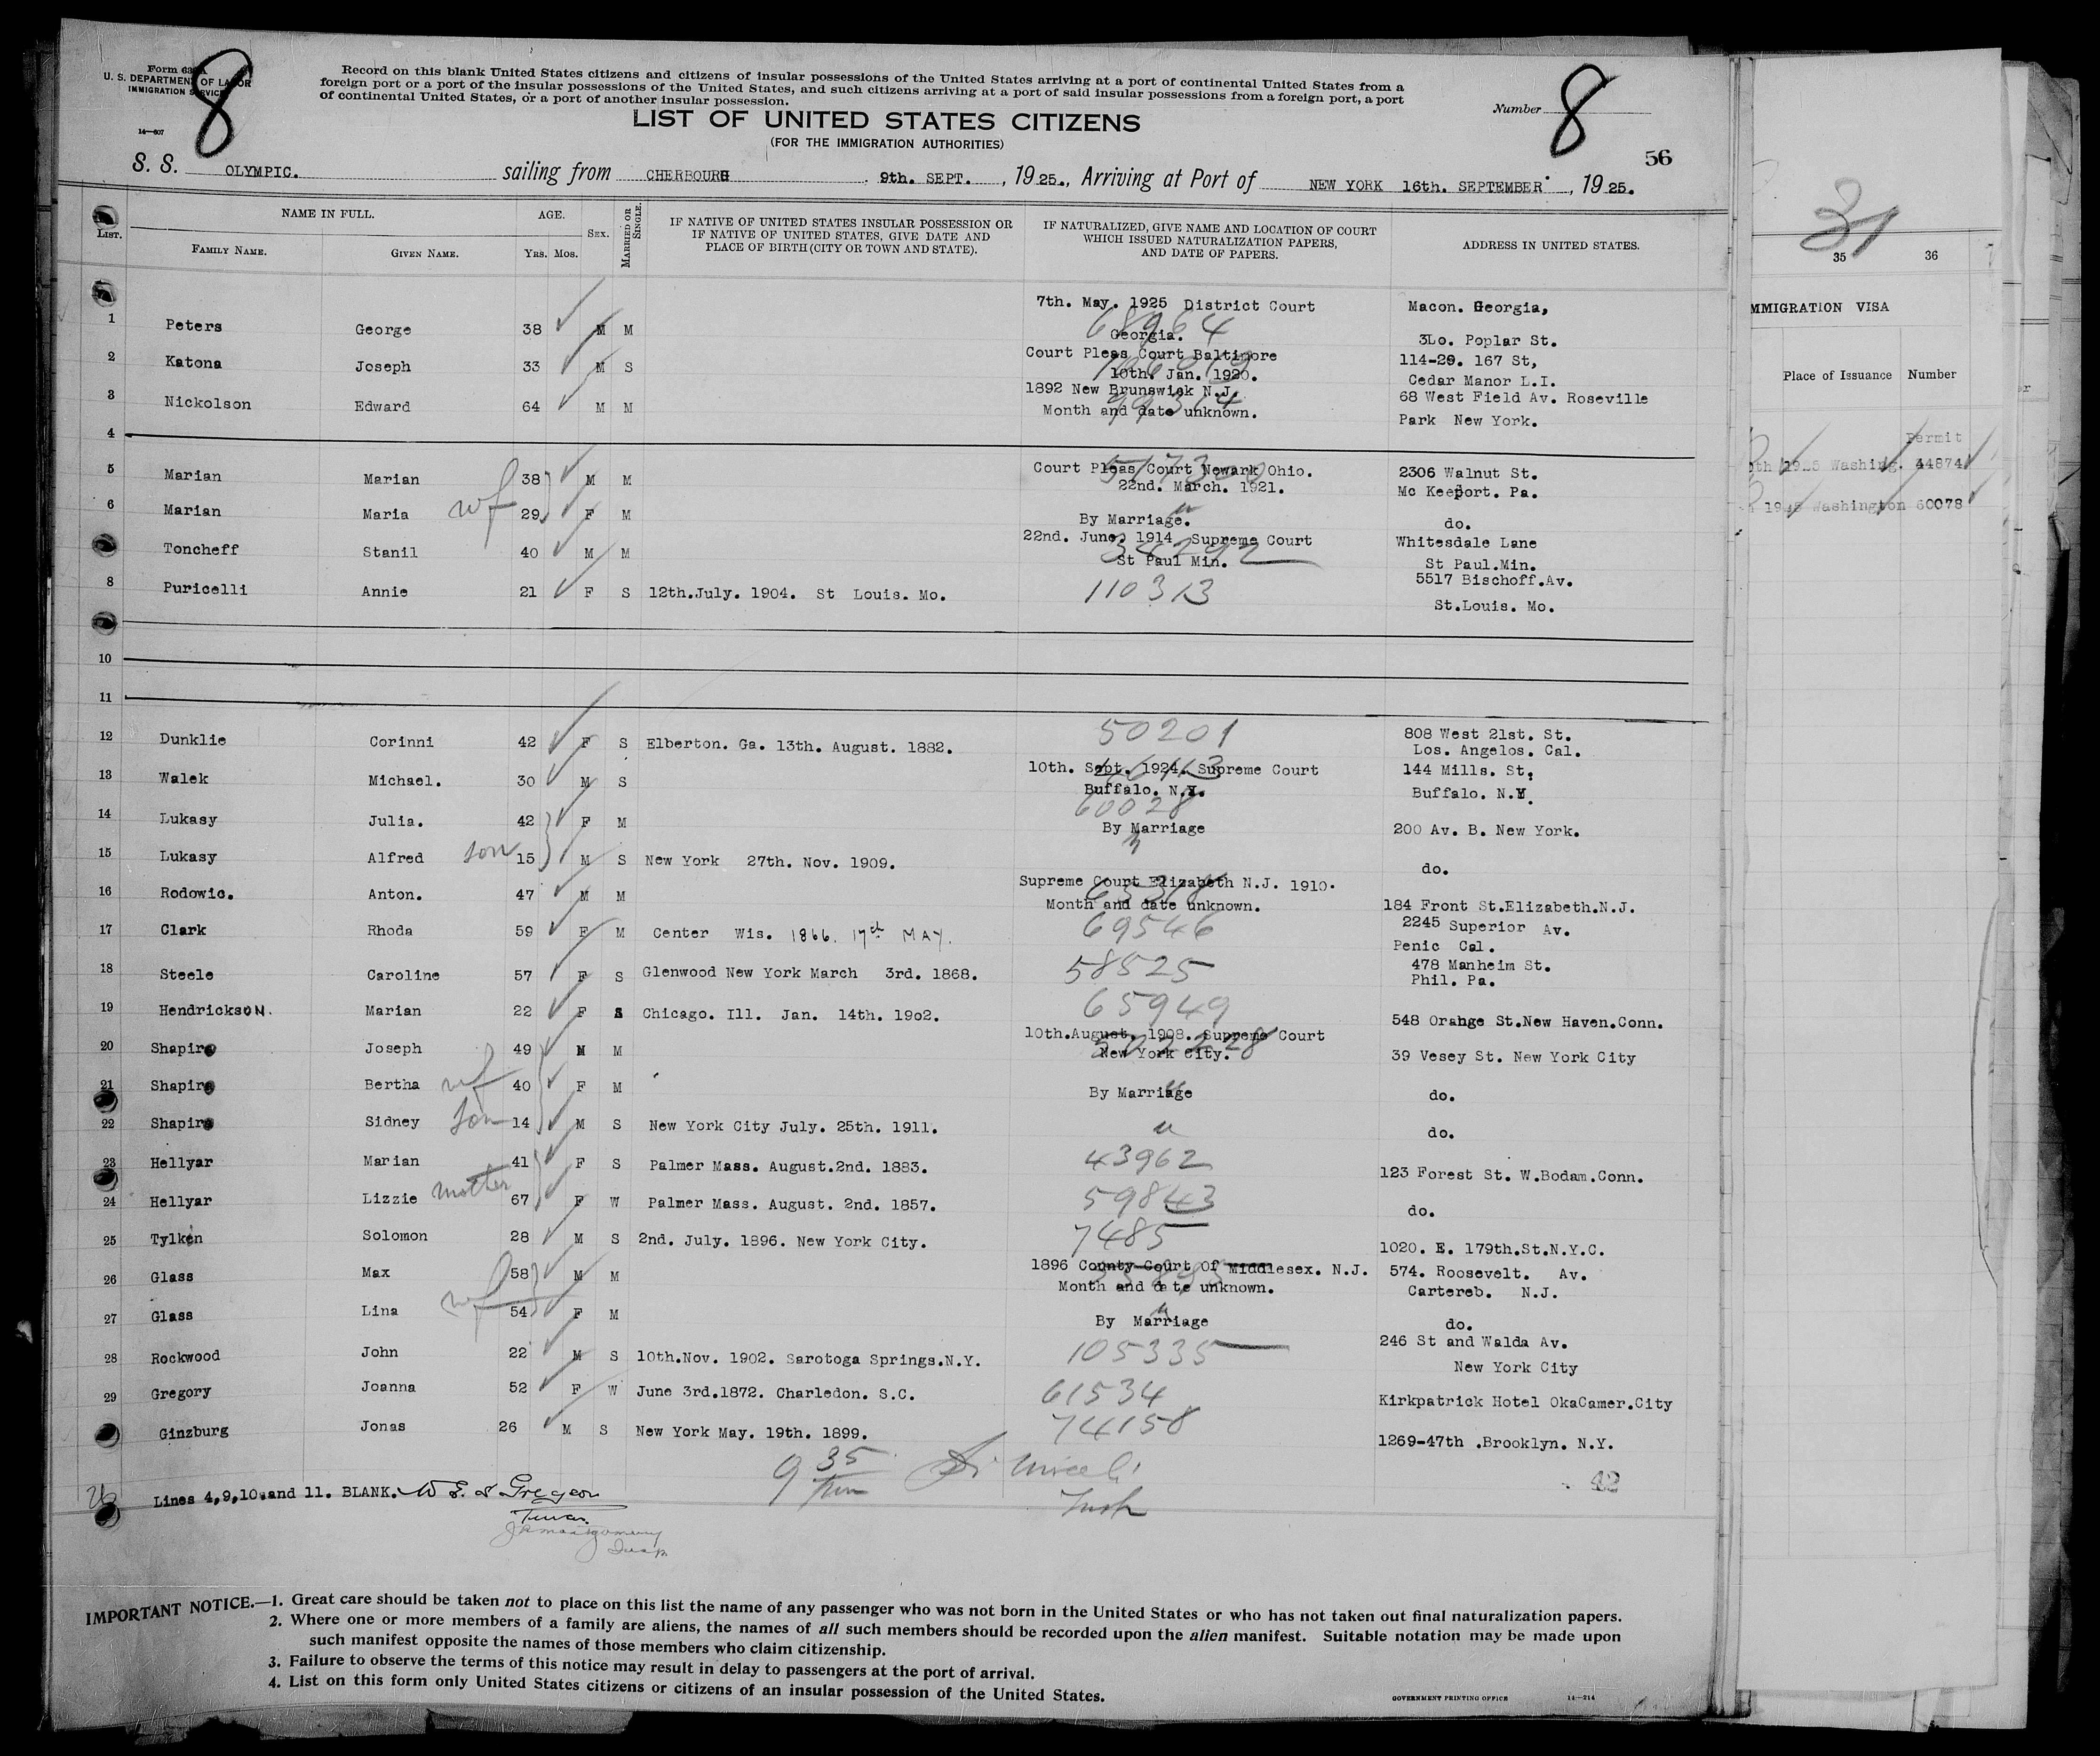 Form 630A
U. S. DEPARTMENT OF LABOR
IMMIGRATION SERVICE
14—607
8
Record on this blank United States citizens and citizens of insular possessions of the United States arriving at a port of continental United States from a
foreign port or a port of the insular possessions of the United States, and such citizens arriving at a port of said insular possessions from a foreign port, a port
of continental United States, or a port of another insular possession.
LIST OF UNITED STATES CITIZENS
(FOR THE IMMIGRATION AUTHORITIES)
Number 8
56
S. S. OLYMPIC. sailing from CHERBOURG 9th. SEPT. , 1925., Arriving at Port of NEW YORK 16th. SEPTEMBER , 1925.
LIST. NAME IN FULL. AGE. SEX. MARRIED OR SINGLE. IF NATIVE OF UNITED STATES INSULAR POSSESSION OR IF NATIVE OF UNITED STATES, GIVE DATE AND PLACE OF BIRTH (CITY OR TOWN AND STATE). IF NATURALIZED, GIVE NAME AND LOCATION OF COURT WHICH ISSUED NATURALIZATION PAPERS, AND DATE OF PAPERS. ADDRESS IN UNITED STATES.
FAMILY NAME. GIVEN NAME. YRS. MOS.
1 Peters George 38 M M 7th. May. 1925 District Court Georgia. 68964 Macon. Georgia, 3Lo. Poplar St.
2 Katona Joseph 33 M S Court Pleas Court Baltimore 10th. Jan. 1920. 114-29. 167 St, Cedar Manor L.I.
3 Nickolson Edward 64 M M 1892 New Brunswick N.J. Month and date unknown. 68 West Field Av. Roseville Park New York.
4
5 Marian Marian 38 M M Court Pleas Court Newark Ohio. 22nd. March. 1921. 2306 Walnut St. Mc Keeport. Pa.
6 Marian Maria wf 29 F M By Marriage. do.
Toncheff Stanil 40 M M 22nd. June. 1914. Supreme Court St Paul Min. Whitesdale Lane St Paul.Min.
8 Puricelli Annie 21 F S 12th.July. 1904. St Louis. Mo. 110313 5517 Bischoff.Av. St.Louis. Mo.
10
11
12 Dunklie Corinni 42 F S Elberton. Ga. 13th. August. 1882. 50201 808 West 21st. St. Los. Angelos. Cal.
13 Walek Michael. 30 M S 10th. Sept. 1924. Supreme Court Buffalo. N.Y. 144 Mills. St. Buffalo. N.Y.
14 Lukasy Julia. 42 F M 60028 By Marriage 200 Av. B. New York.
15 Lukasy Alfred son 15 M S New York 27th. Nov. 1909. do.
16 Rodowic. Anton. 47 M M Supreme Court Elizabeth N.J. 1910. Month and date unknown. 184 Front St.Elizabeth.N.J.
17 Clark Rhoda 59 F M Center Wis. 1866. 17th MAY. 69546 2245 Superior Av. Penic Cal.
18 Steele Caroline 57 F S Glenwood New York March 3rd. 1868. 58525 478 Manheim St. Phil. Pa.
19 HendricksoN. Marian 22 F S Chicago. Ill. Jan. 14th. 19o2. 65949 548 Orange St.New Haven.Conn.
20 Shapiro Joseph 49 M M 10th.August. 1908. Supreme Court New York City. 39 Vesey St. New York City
21 Shapiro Bertha wf 40 F M By Marriage do.
22 Shapiro Sidney son 14 M S New York City July. 25th. 1911. do.
23 Hellyar Marian 41 F S Palmer Mass. August.2nd. 1883. 43962 123 Forest St. W.Bodam.Conn.
24 Hellyar Lizzie mother 67 F W Palmer Mass. August. 2nd. 1857. 59843 do.
25 Tylken Solomon 28 M S 2nd. July. 1896. New York City. 7485 1020. E. 179th.St.N.Y.C.
26 Glass Max 58 M M 1896 County Court Of Middlesex. N.J. Month and date unknown. 574. Roosevelt. Av. Cartereb. N.J.
27 Glass Lina wf 54 F M By Marriage do.
28 Rockwood John 22 M S 10th.Nov. 1902. Sarotoga Springs.N.Y. 105335 246 St and Walda Av. New York City
29 Gregory Joanna 52 F W June 3rd.1872. Charledon. S.C. 61534 Kirkpatrick Hotel OkaCamer.City
Ginzburg Jonas 26 M S New York May. 19th. 1899. 74158 1269-47th .Brooklyn. N.Y.
26 Lines 4,9,10.and 11. BLANK.
9 35
42
IMPORTANT NOTICE.—1. Great care should be taken not to place on this list the name of any passenger who was not born in the United States or who has not taken out final naturalization papers.
2. Where one or more members of a family are aliens, the names of all such members should be recorded upon the alien manifest. Suitable notation may be made upon
such manifest opposite the names of those members who claim citizenship.
3. Failure to observe the terms of this notice may result in delay to passengers at the port of arrival.
4. List on this form only United States citizens or citizens of an insular possession of the United States.
GOVERNMENT PRINTING OFFICE 14—214
31
35 36
MMIGRATION VISA
Place of Issuance Number
Permit
1925 Washing. 44874
Washington 60078